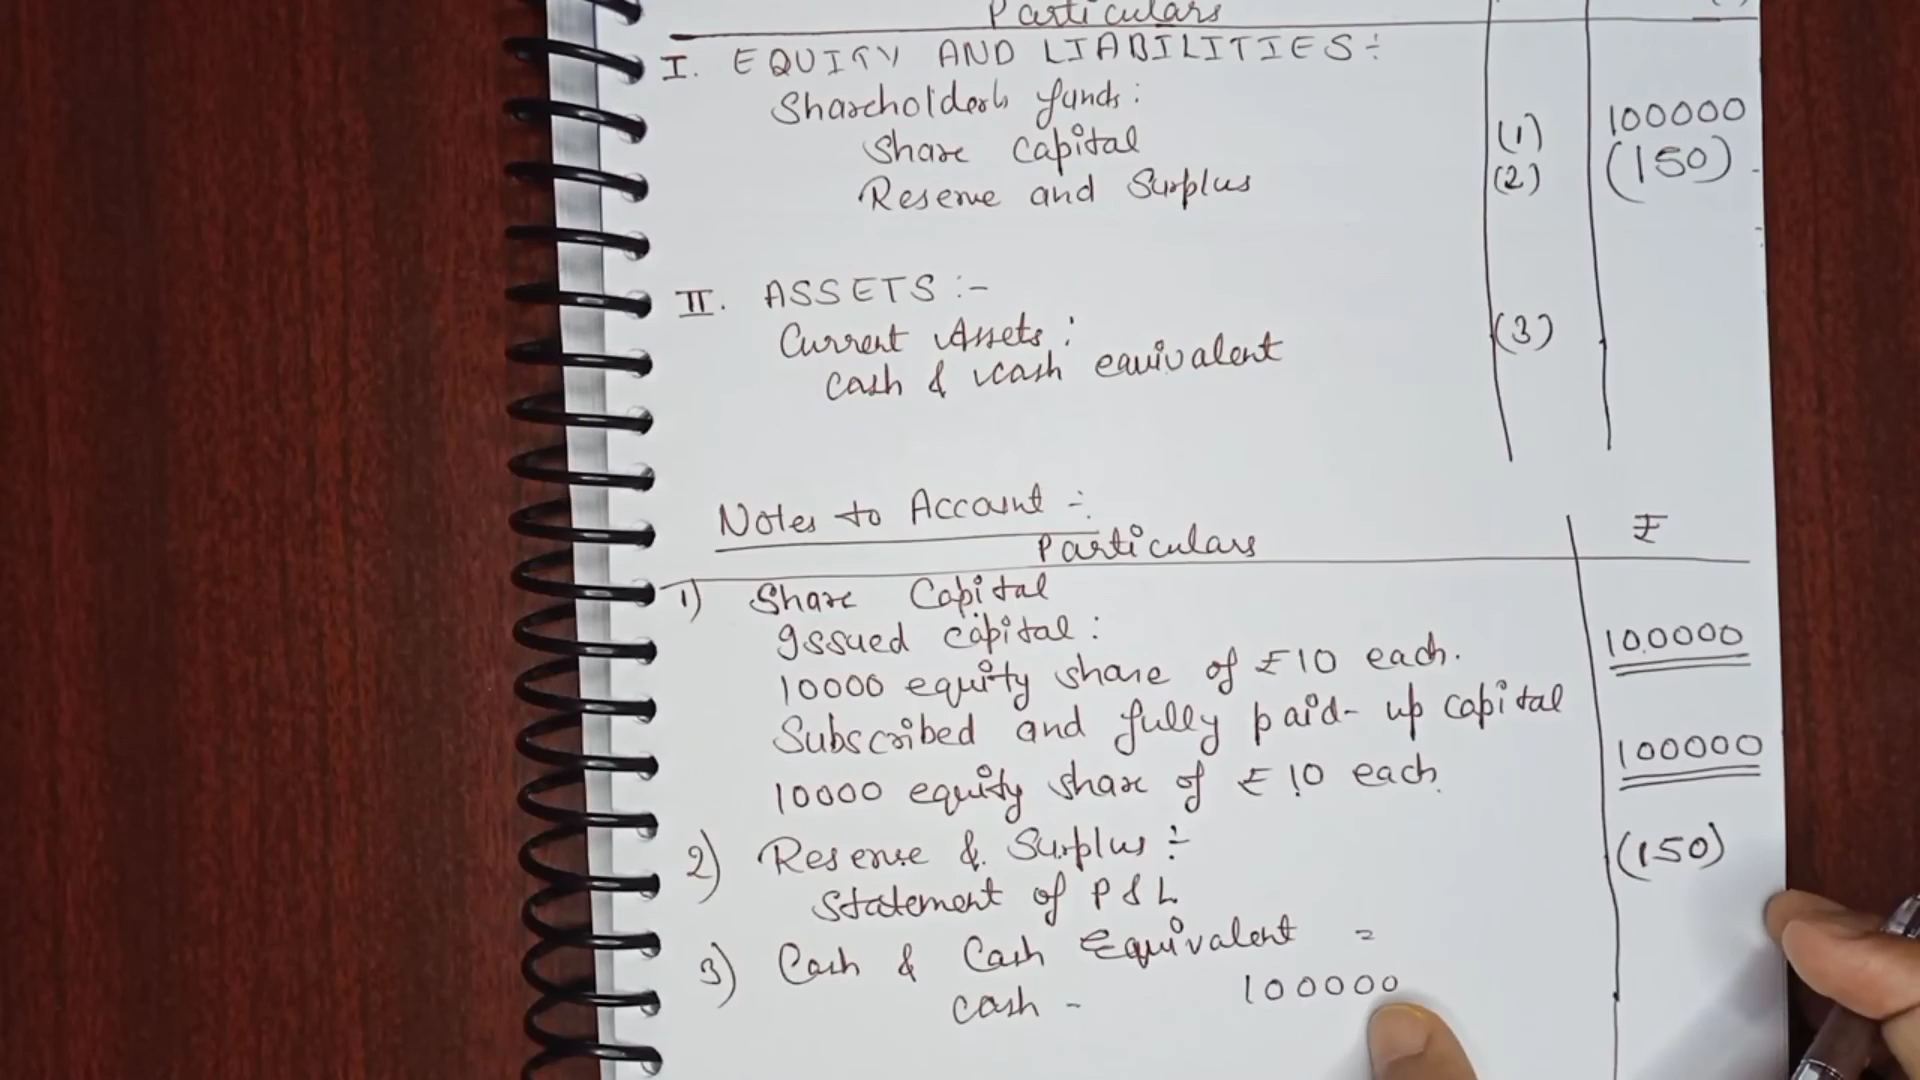 Particulars
I. EQUITY AND LIABILITIES :-
Shareholder's funds :
100000
Share Capital (1)
Reserve and Surplus (2) (150)
II. ASSETS :-
Current Assets :
Cash & cash equivalent (3)
Notes to Account :-
Particulars ₹
1) Share Capital
Issued capital :
10000 equity share of ₹10 each. 100000
Subscribed and fully paid-up capital
10000 equity share of ₹10 each. 100000
2) Reserve & Surplus :-
Statement of P & L (150)
3) Cash & Cash Equivalent =
Cash - 100000